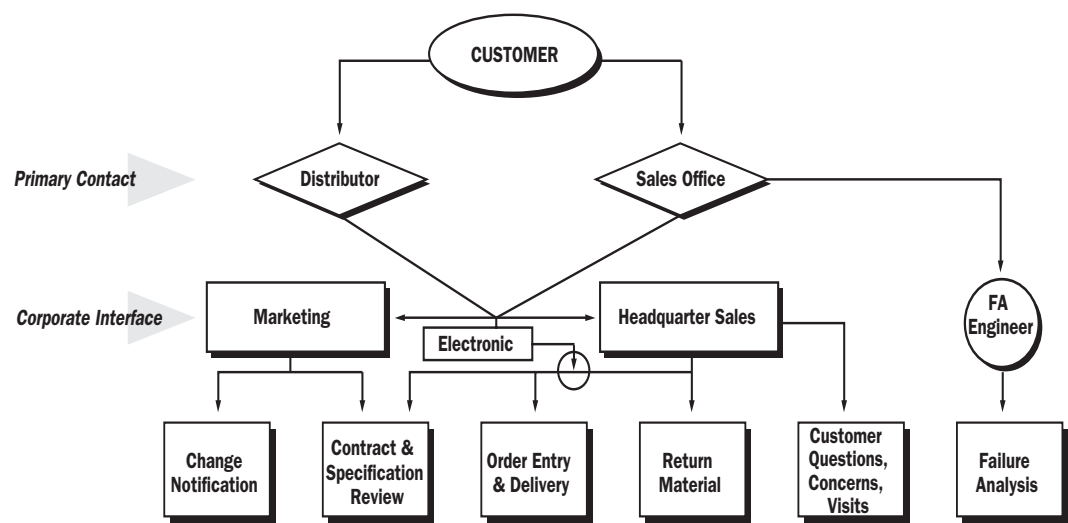 CUSTOMER
Primary Contact
Distributor
Sales Office
Corporate Interface
Marketing
Electronic
Headquarter Sales
FA
Engineer
Change
Notification
Contract &
Specification
Review
Order Entry
& Delivery
Return
Material
Customer
Questions,
Concerns,
Visits
Failure
Analysis